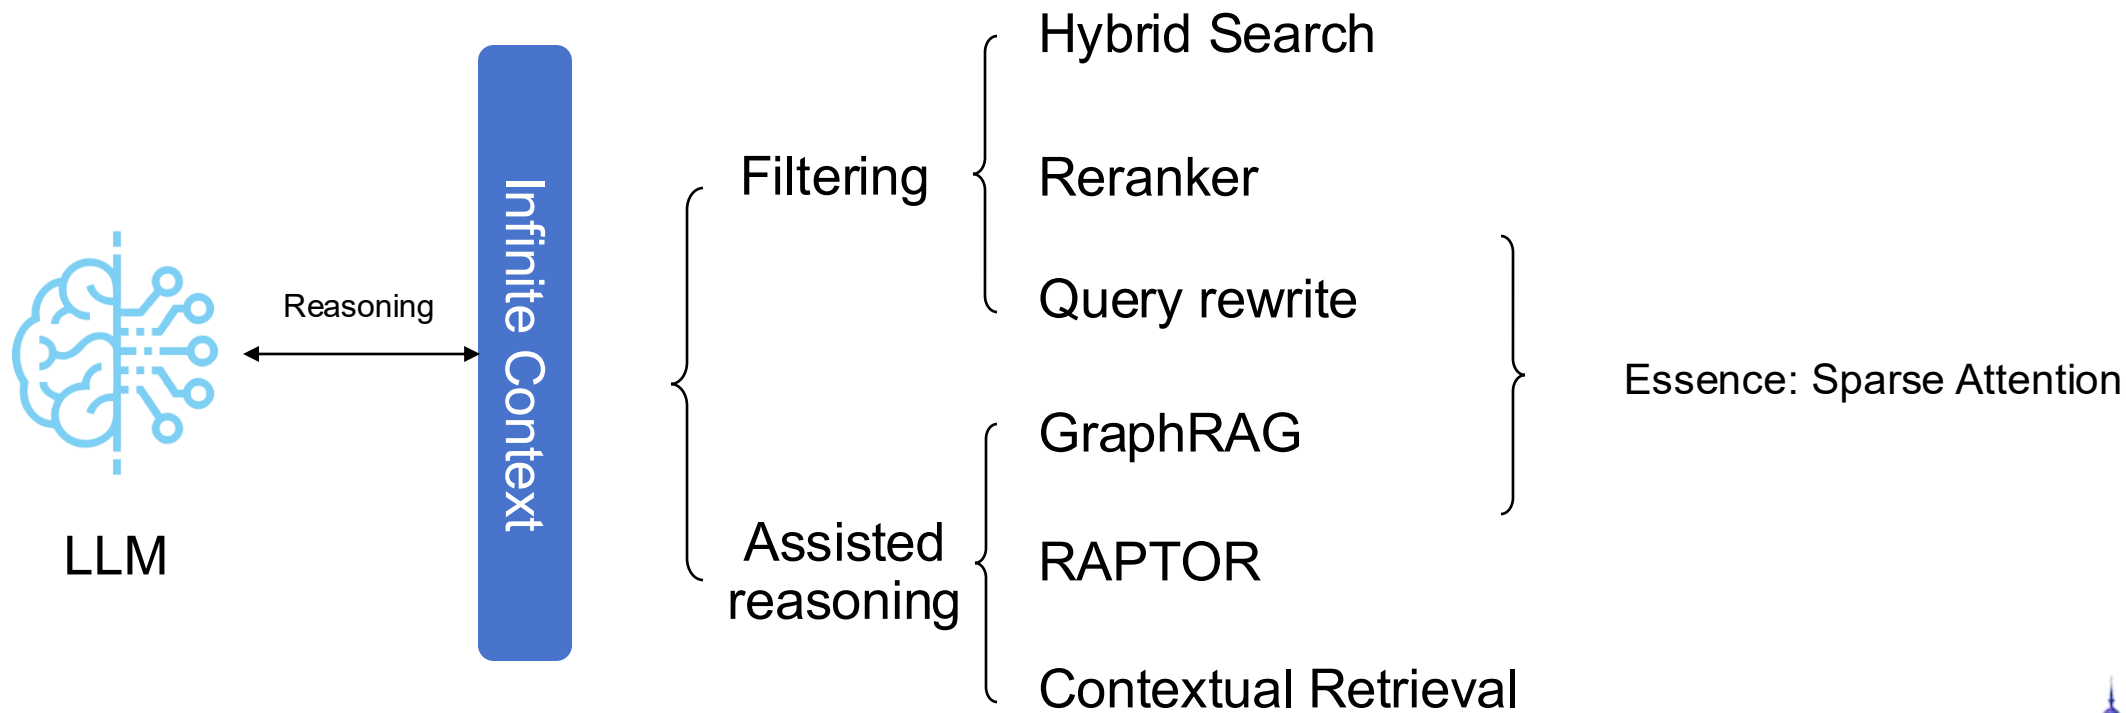 LLM
Reasoning
Infinite Context
Filtering
Hybrid Search
Reranker
Query rewrite
Assisted
reasoning
GraphRAG
RAPTOR
Contextual Retrieval
Essence: Sparse Attention